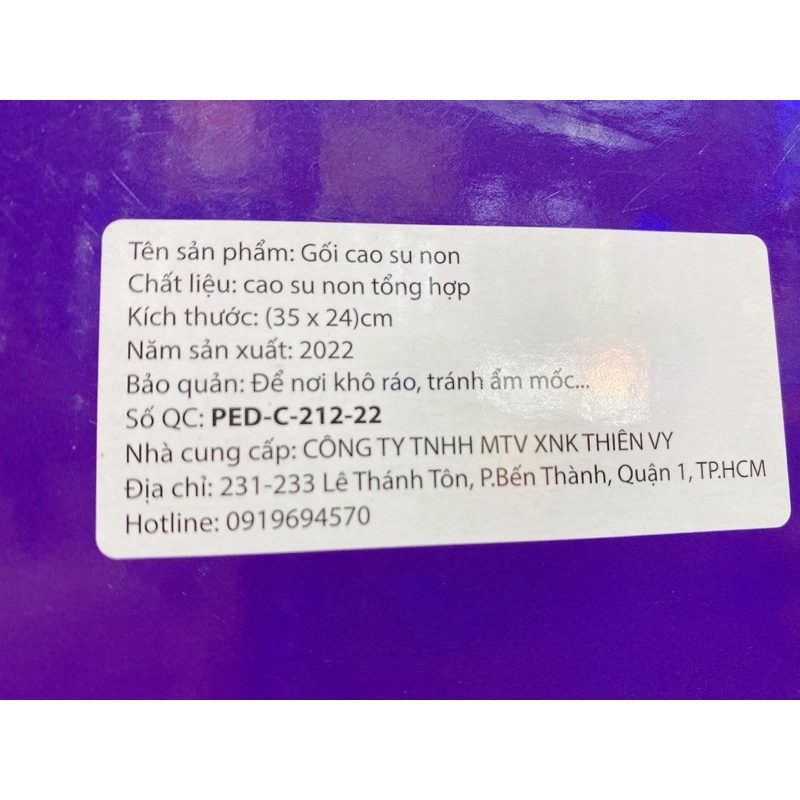 Tên sản phẩm: Gối cao su non
Chất liệu: cao su non tổng hợp
Kích thước: (35 x 24)cm
Năm sản xuất: 2022
Bảo quản: Để nơi khô ráo, tránh ẩm mốc...
Số QC: PED-C-212-22
Nhà cung cấp: CÔNG TY TNHH MTV XNK THIÊN VY
Địa chỉ: 231-233 Lê Thánh Tôn, P.Bến Thành, Quận 1, TP.HCM
Hotline: 0919694570